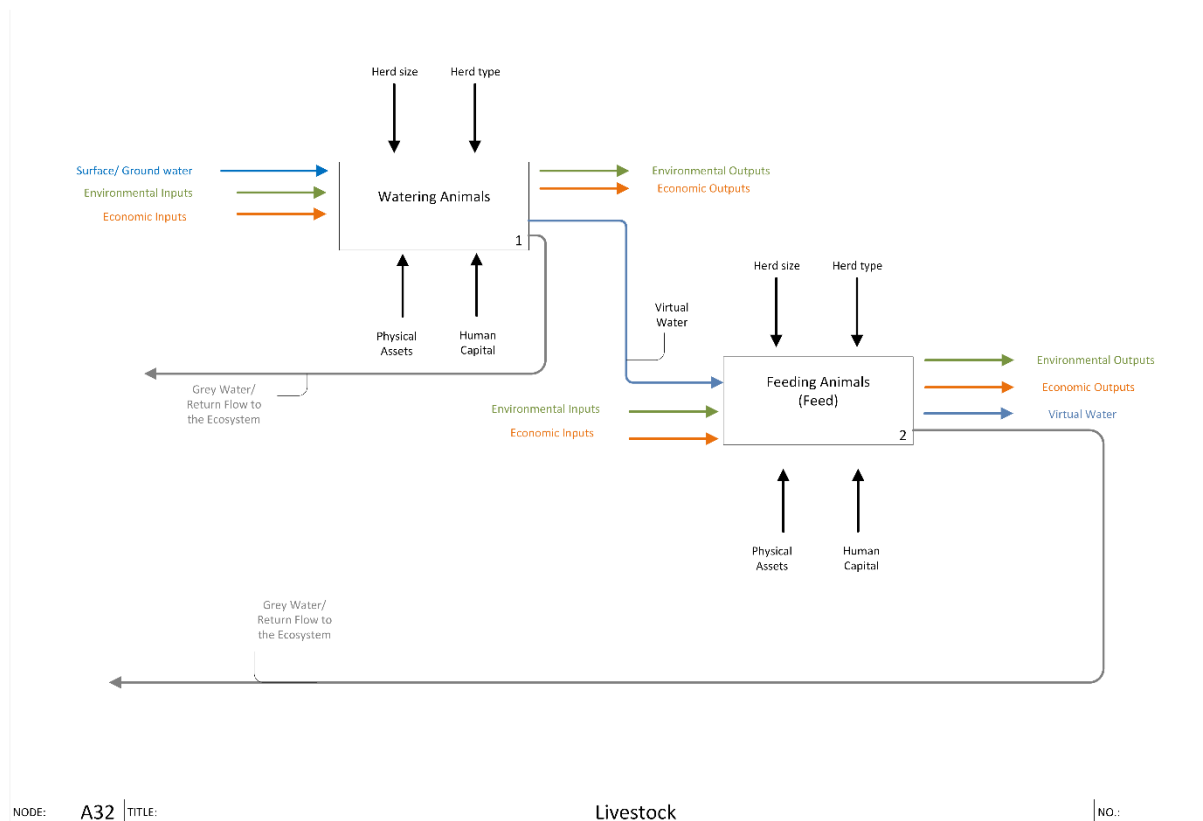 Herd size
Herd type
Surface/ Ground water
Environmental Inputs
Economic Inputs
Watering Animals
1
Environmental Outputs
Economic Outputs
Physical
Assets
Human
Capital
Grey Water/
Return Flow to
the Ecosystem
Virtual
Water
Herd size
Herd type
Environmental Inputs
Economic Inputs
Feeding Animals
(Feed)
2
Environmental Outputs
Economic Outputs
Virtual Water
Physical
Assets
Human
Capital
Grey Water/
Return Flow to
the Ecosystem
NODE: A32 TITLE: Livestock NO.: